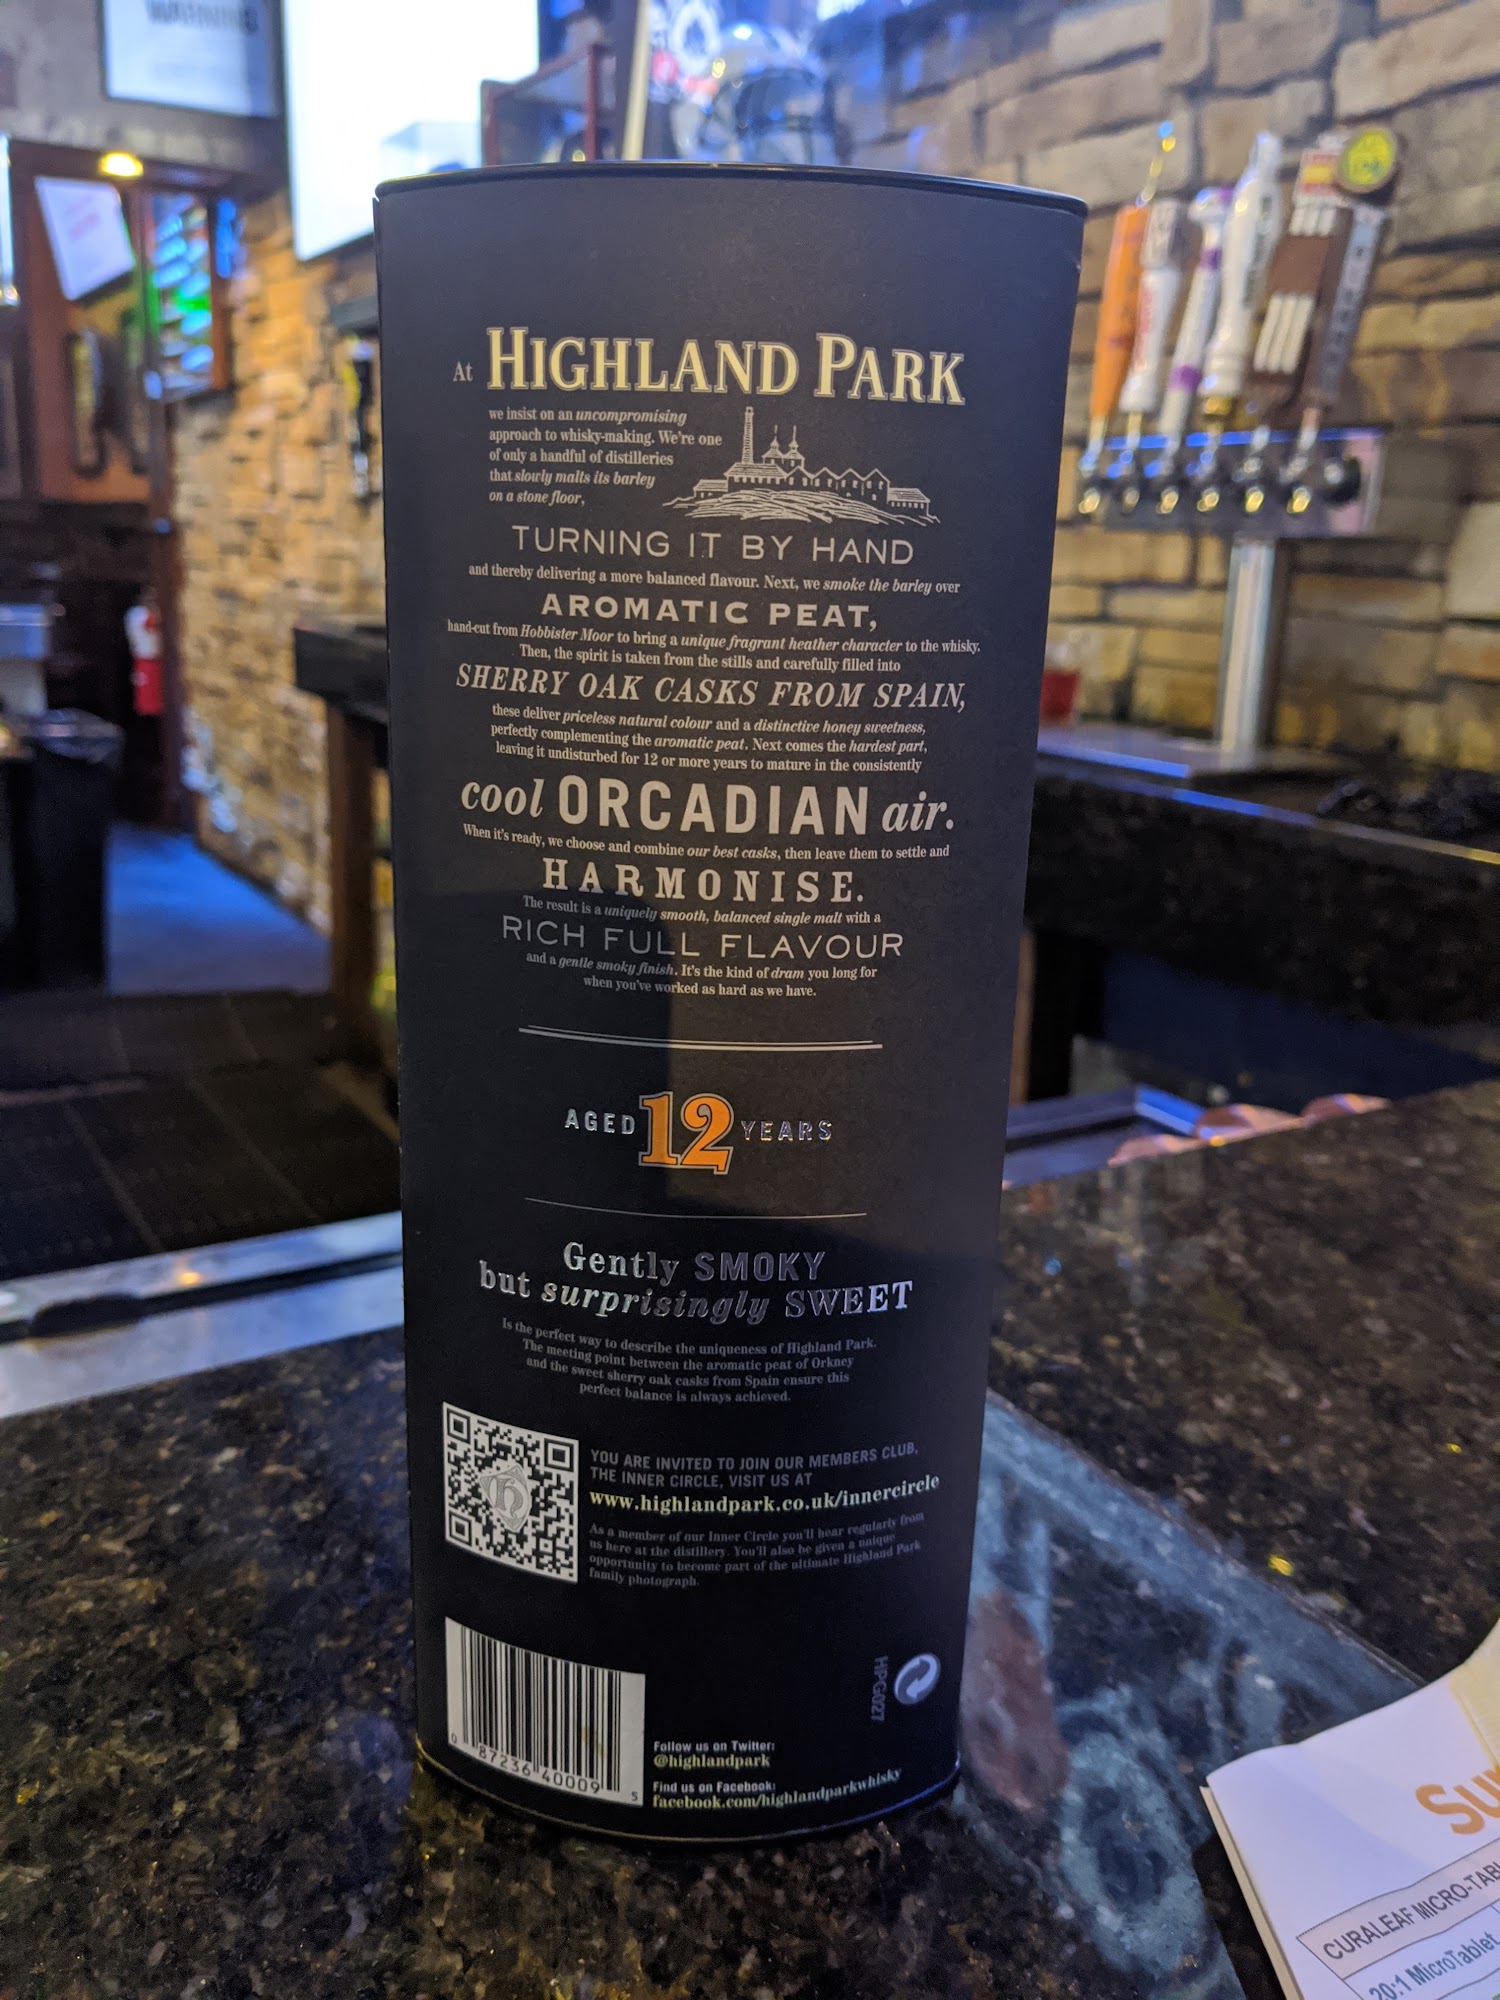 WARNING
At HIGHLAND PARK
we insist on an uncompromising
approach to whisky-making. We're one
of only a handful of distilleries
that slowly malts its barley
on a stone floor,
TURNING IT BY HAND
and thereby delivering a more balanced flavour. Next, we smoke the barley over
AROMATIC PEAT,
hand-cut from Hobbister Moor to bring a unique fragrant heather character to the whisky.
Then, the spirit is taken from the stills and carefully filled into
SHERRY OAK CASKS FROM SPAIN,
these deliver priceless natural colour and a distinctive honey sweetness,
perfectly complementing the aromatic peat. Next comes the hardest part,
leaving it undisturbed for 12 or more years to mature in the consistently
cool ORCADIAN air.
When it's ready, we choose and combine our best casks, then leave them to settle and
HARMONISE.
The result is a uniquely smooth, balanced single malt with a
RICH FULL FLAVOUR
and a gentle smoky finish. It's the kind of dram you long for
when you've worked as hard as we have.
AGED 12 YEARS
Gently SMOKY
but surprisingly SWEET
Is the perfect way to describe the uniqueness of Highland Park.
The meeting point between the aromatic peat of Orkney
and the sweet sherry oak casks from Spain ensure this
perfect balance is always achieved.
YOU ARE INVITED TO JOIN OUR MEMBERS CLUB,
THE INNER CIRCLE, VISIT US AT
www.highlandpark.co.uk/innercircle
As a member of our Inner Circle you'll hear regularly from
us here at the distillery. You'll also be given a unique
opportunity to become part of the ultimate Highland Park
family photograph.
HPG027
0 87236 40009 5
Follow us on Twitter:
@highlandpark
Find us on Facebook:
facebook.com/highlandparkwhisky
CURALEAF MICRO-TABL
20:1 MicroTablet